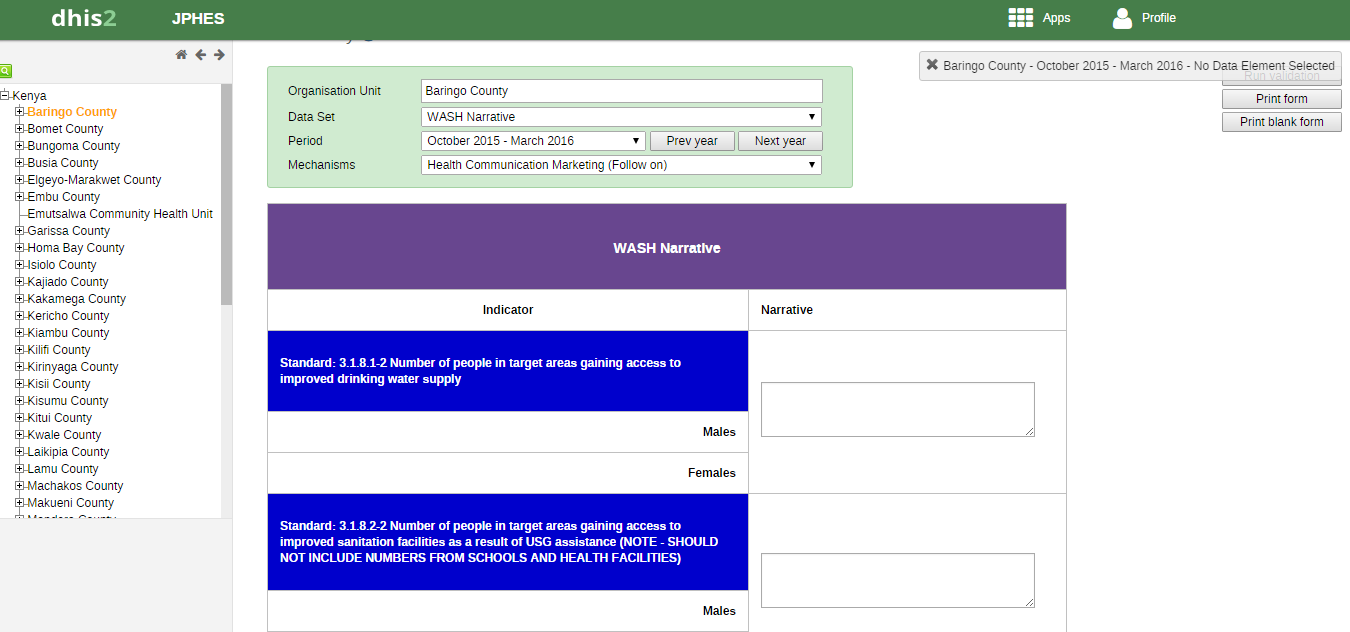 dhis2 JPHES Apps Profile
Baringo County - October 2015 - March 2016 - No Data Element Selected
Run validation
Print form
Print blank form
Kenya
Baringo County
Bomet County
Bungoma County
Busia County
Elgeyo-Marakwet County
Embu County
Emutsalwa Community Health Unit
Garissa County
Homa Bay County
Isiolo County
Kajiado County
Kakamega County
Kericho County
Kiambu County
Kilifi County
Kirinyaga County
Kisii County
Kisumu County
Kitui County
Kwale County
Laikipia County
Lamu County
Machakos County
Makueni County
Organisation Unit Baringo County
Data Set WASH Narrative
Period October 2015 - March 2016 Prev year Next year
Mechanisms Health Communication Marketing (Follow on)
WASH Narrative
Indicator Narrative
Standard: 3.1.8.1-2 Number of people in target areas gaining access to
improved drinking water supply
Males
Females
Standard: 3.1.8.2-2 Number of people in target areas gaining access to
improved sanitation facilities as a result of USG assistance (NOTE - SHOULD
NOT INCLUDE NUMBERS FROM SCHOOLS AND HEALTH FACILITIES)
Males